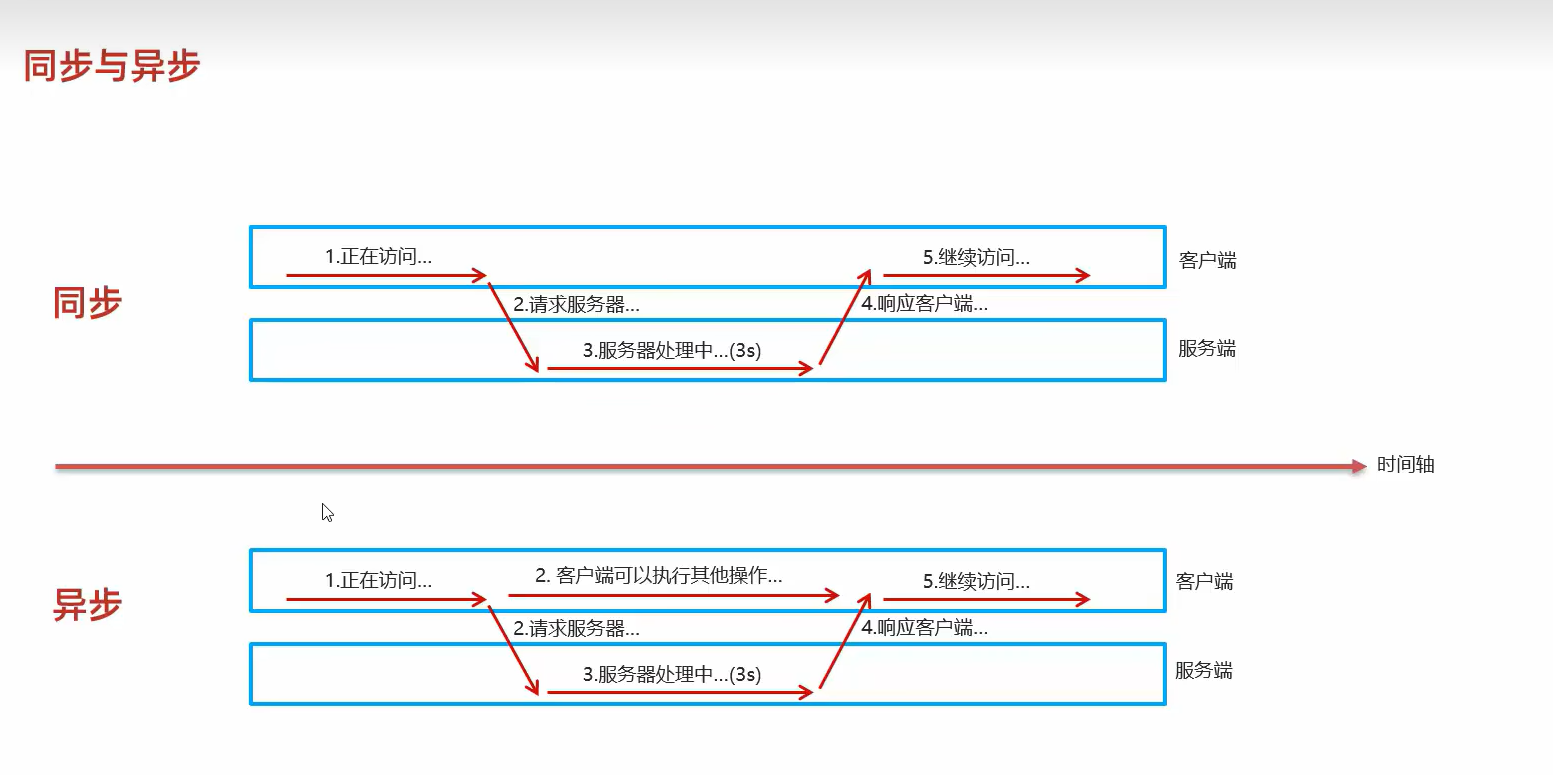 同步与异步
1.正在访问...
5.继续访问...
客户端
同步
2.请求服务器...
4.响应客户端...
3.服务器处理中...(3s)
服务端
时间轴
1.正在访问...
2. 客户端可以执行其他操作...
5.继续访问...
客户端
异步
2.请求服务器...
4.响应客户端...
3.服务器处理中...(3s)
服务端